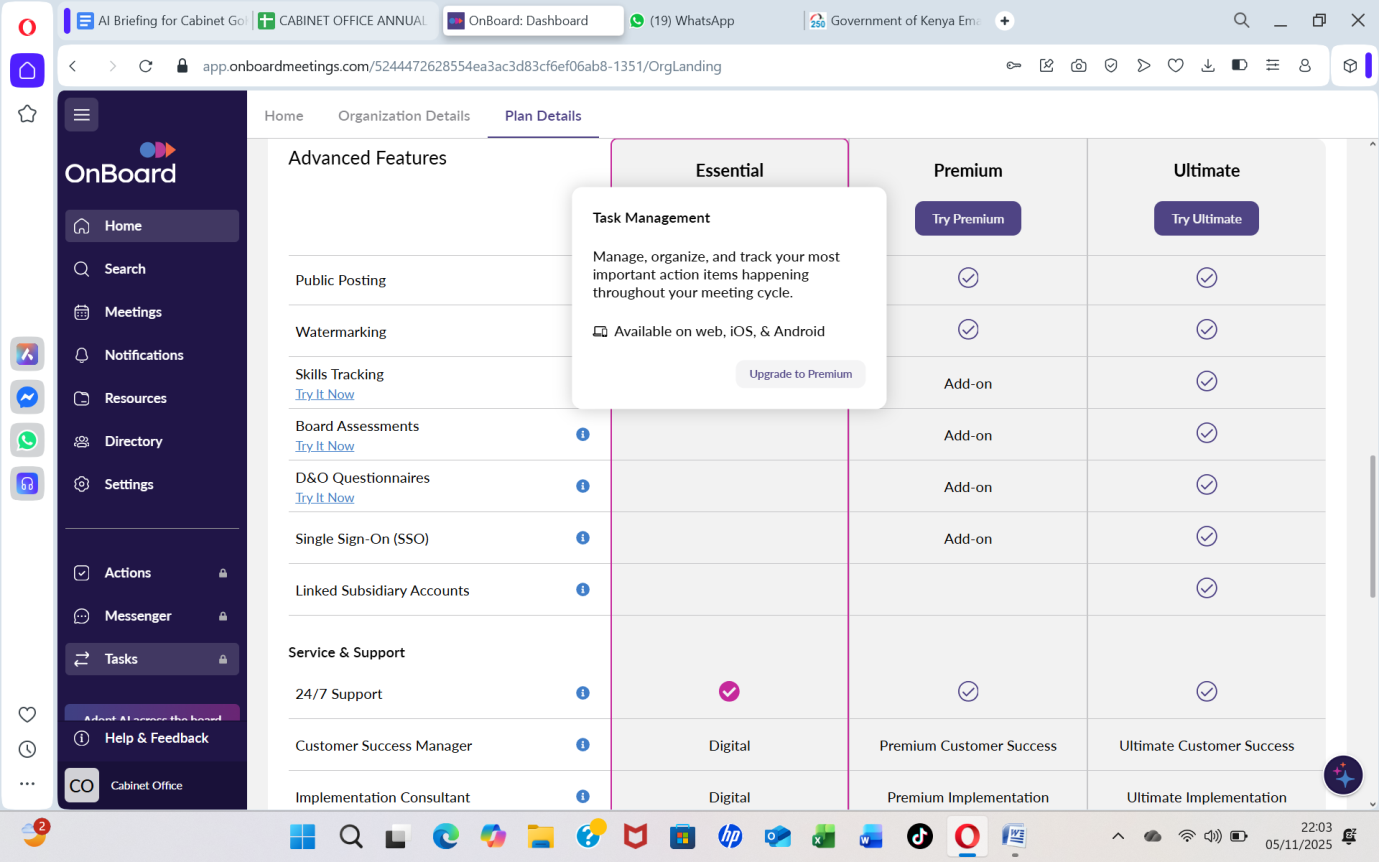 AI Briefing for Cabinet Go
CABINET OFFICE ANNUAL
OnBoard: Dashboard
(19) WhatsApp
250
Government of Kenya Ema
app.onboardmeetings.com/5244472628554ea3ac3d83cf6ef06ab8-1351/OrgLanding
OnBoard
Home
Search
Meetings
Notifications
Resources
Directory
Settings
Actions
Messenger
Tasks
Adopt AI across the board
Help & Feedback
CO
Cabinet Office
Home
Organization Details
Plan Details
Advanced Features
Essential
Premium
Ultimate
Try Premium
Try Ultimate
Task Management
Manage, organize, and track your most
important action items happening
throughout your meeting cycle.
Available on web, iOS, & Android
Upgrade to Premium
Public Posting
Watermarking
Skills Tracking
Try It Now
Add-on
Board Assessments
Try It Now
Add-on
D&O Questionnaires
Try It Now
Add-on
Single Sign-On (SSO)
Add-on
Linked Subsidiary Accounts
Service & Support
24/7 Support
Customer Success Manager
Digital
Premium Customer Success
Ultimate Customer Success
Implementation Consultant
Digital
Premium Implementation
Ultimate Implementation
2
22:03
05/11/2025